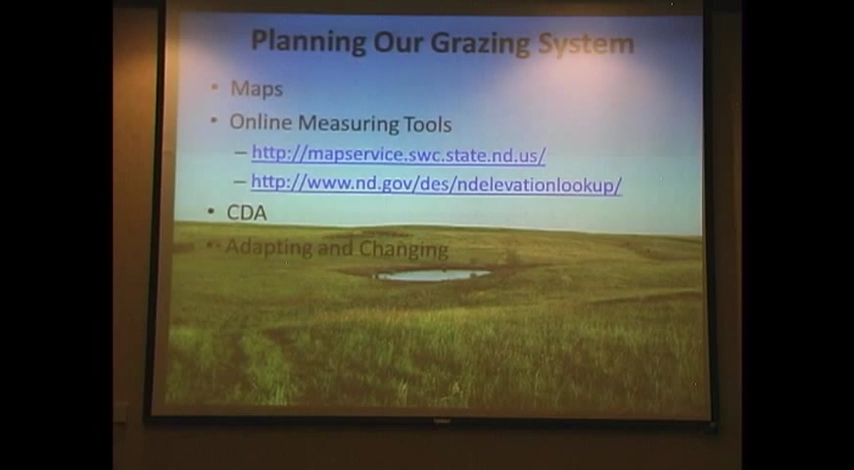 Planning Our Grazing System
• Maps
• Online Measuring Tools
– http://mapservice.swc.state.nd.us/
– http://www.nd.gov/des/ndelevationlookup/
• CDA
• Adapting and Changing